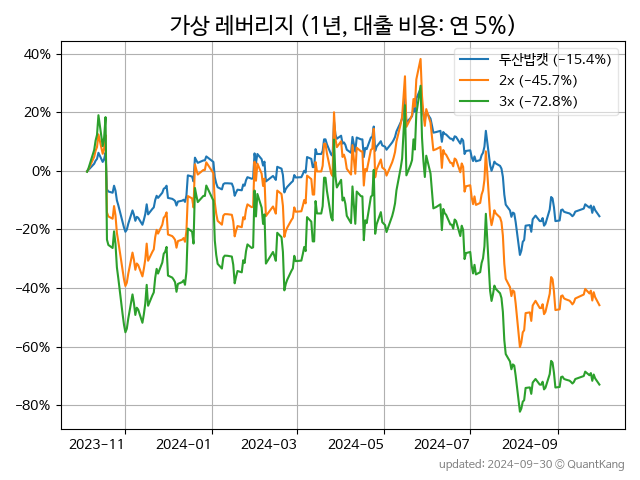 가상 레버리지 (1년, 대출 비용: 연 5%)
두산밥캣 (-15.4%)
2x (-45.7%)
3x (-72.8%)
40%
20%
0%
-20%
-40%
-60%
-80%
2023-11
2024-01
2024-03
2024-05
2024-07
2024-09
updated: 2024-09-30 © QuantKang